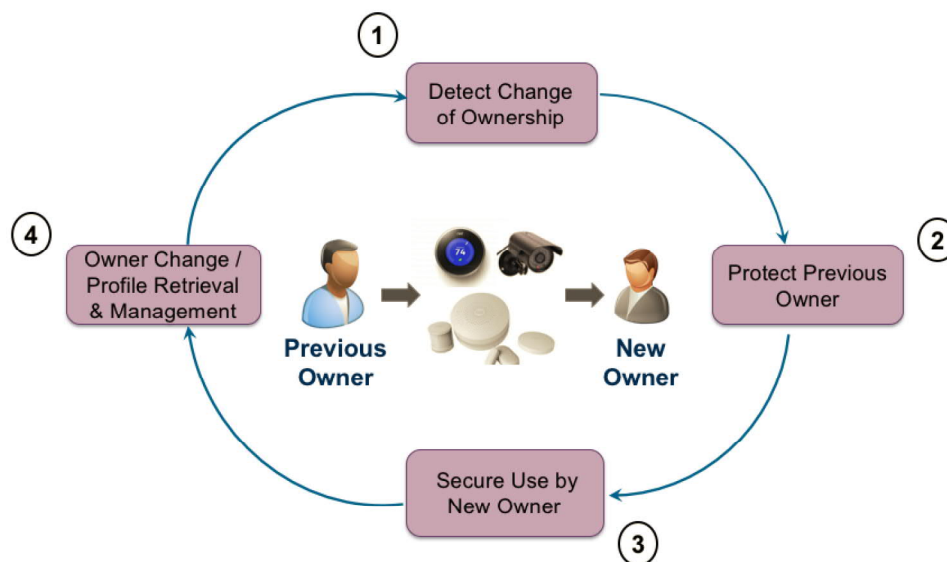 1
Detect Change
of Ownership
2
Protect Previous
Owner
3
Secure Use by
New Owner
4
Owner Change /
Profile Retrieval
& Management
74
Previous
Owner
New
Owner